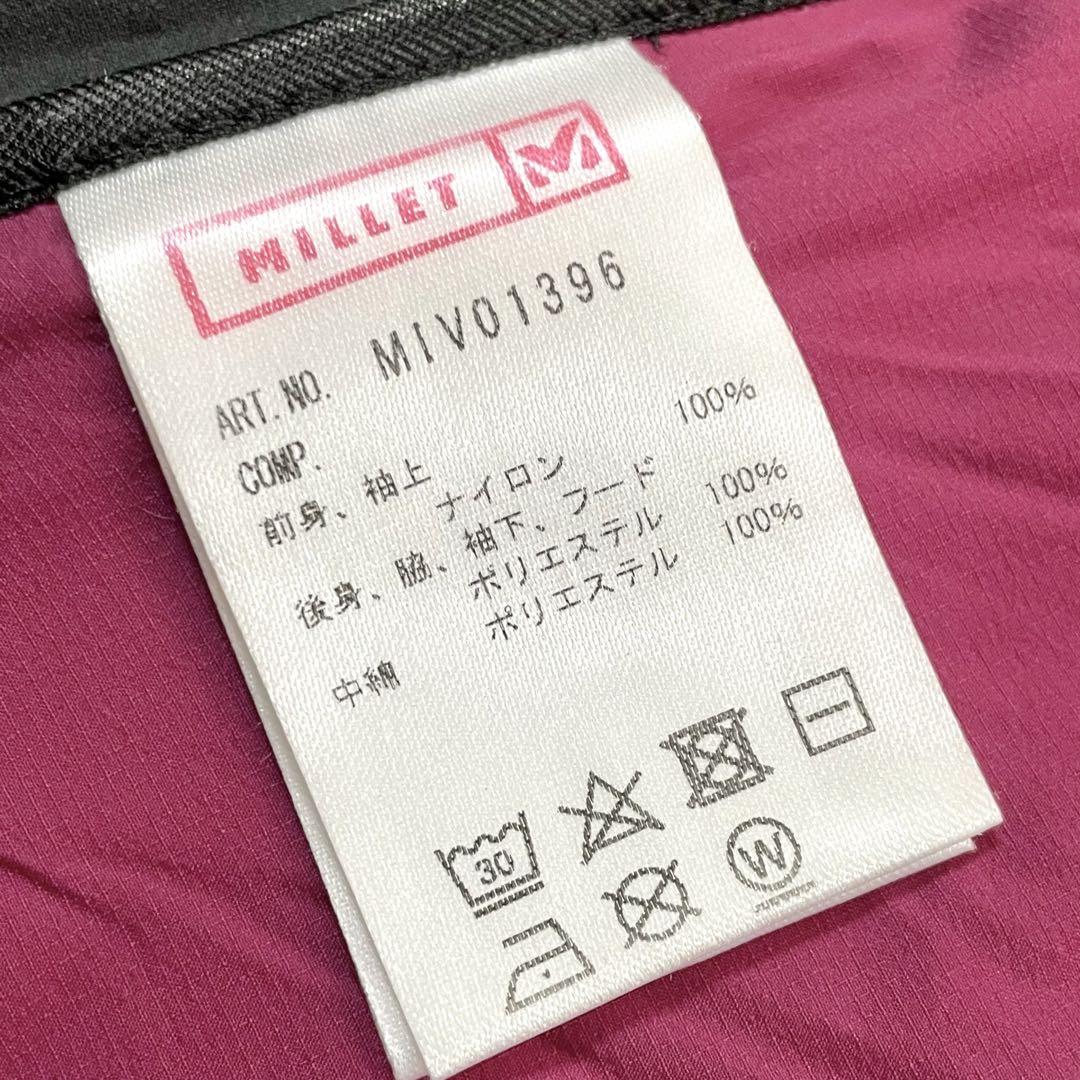 MILLET
ART.NO. MIV01396
COMP.
前身、袖上
ナイロン 100%
後身、脇、袖下、フード
ポリエステル 100%
中綿 ポリエステル 100%
30
W